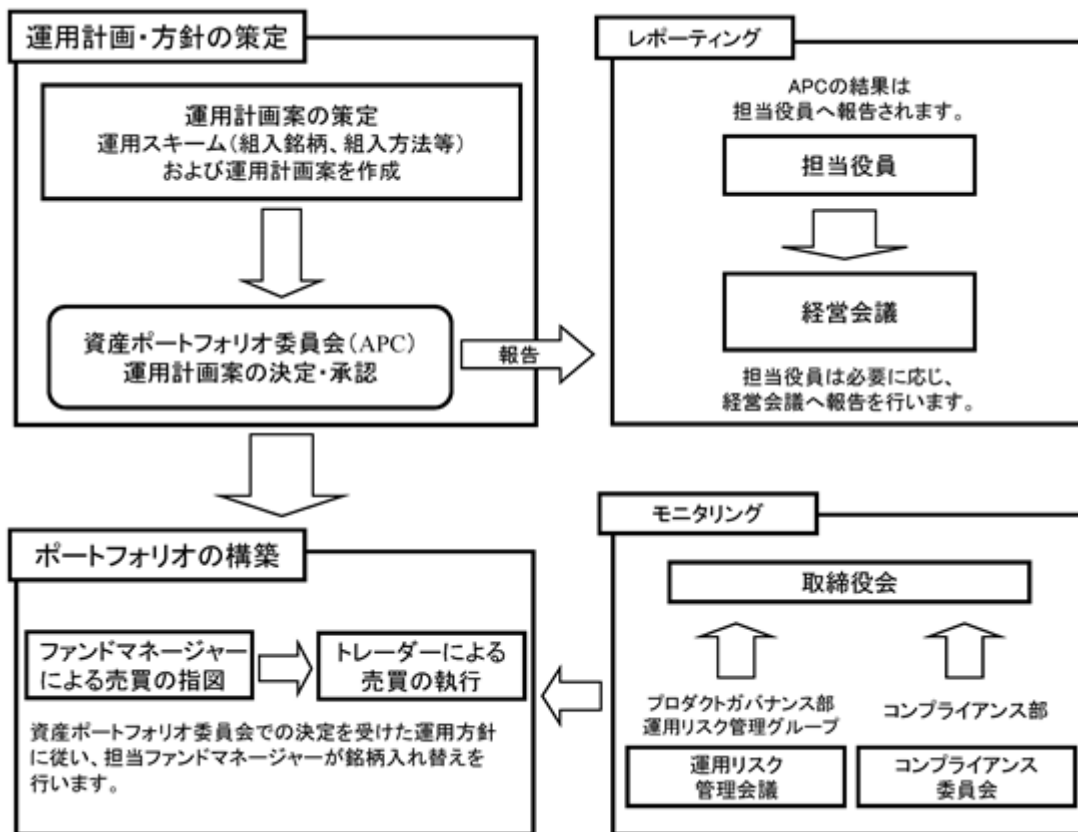 運用計画・方針の策定
運用計画案の策定
運用スキーム(組入銘柄、組入方法等)
および運用計画案を作成
資産ポートフォリオ委員会(APC)
運用計画案の決定・承認
報告
レポーティング
APCの結果は
担当役員へ報告されます。
担当役員
経営会議
担当役員は必要に応じ、
経営会議へ報告を行います。
ポートフォリオの構築
ファンドマネージャー
による売買の指図
トレーダーによる
売買の執行
資産ポートフォリオ委員会での決定を受けた運用方針
に従い、担当ファンドマネージャーが銘柄入れ替えを
行います。
モニタリング
取締役会
プロダクトガバナンス部
運用リスク管理グループ
コンプライアンス部
運用リスク
管理会議
コンプライアンス
委員会